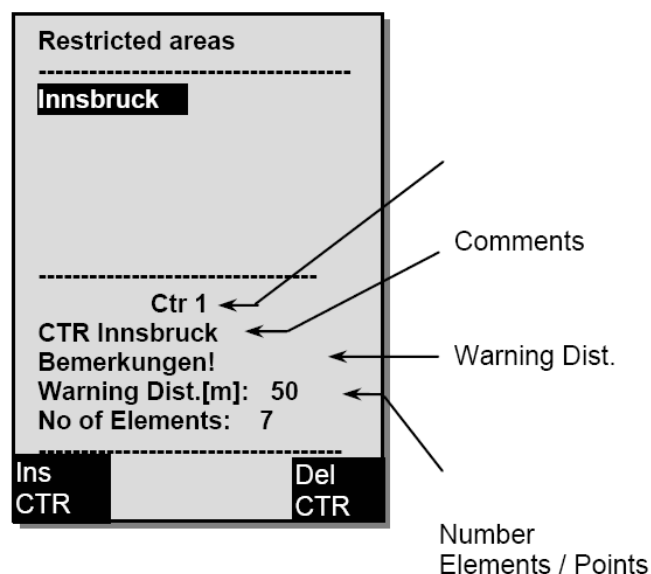 Restricted areas
------------------------------------
Innsbruck
--------------------------------
Ctr 1
CTR Innsbruck
Bemerkungen!
Warning Dist.[m]: 50
No of Elements: 7
------------------------------------
Ins
CTR
Del
CTR
Comments
Warning Dist.
Number
Elements / Points